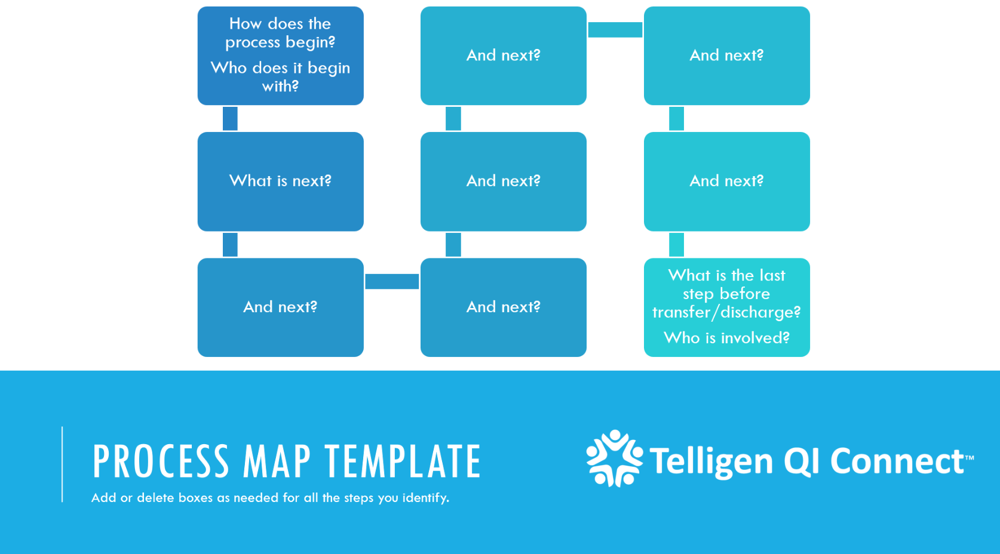 How does the
process begin?
Who does it begin
with?
What is next?
And next?
And next?
And next?
And next?
And next?
And next?
What is the last
step before
transfer/discharge?
Who is involved?
PROCESS MAP TEMPLATE
Add or delete boxes as needed for all the steps you identify.
Telligen QI Connect™